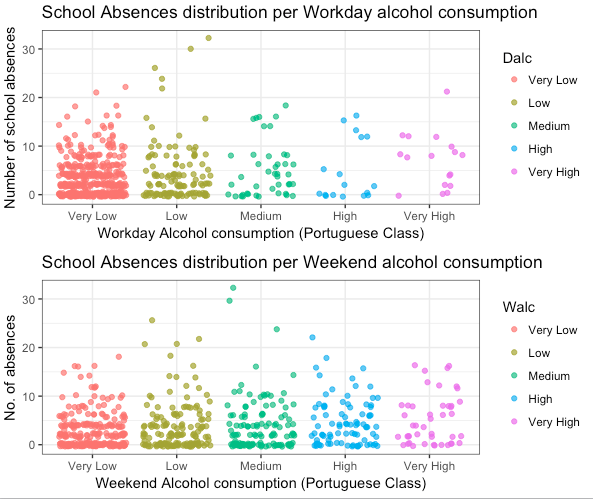 School Absences distribution per Workday alcohol consumption
Number of school absences
30
20
10
0
Very Low Low Medium High Very High
Workday Alcohol consumption (Portuguese Class)
Dalc
Very Low
Low
Medium
High
Very High
School Absences distribution per Weekend alcohol consumption
No. of absences
30
20
10
0
Very Low Low Medium High Very High
Weekend Alcohol consumption (Portuguese Class)
Walc
Very Low
Low
Medium
High
Very High